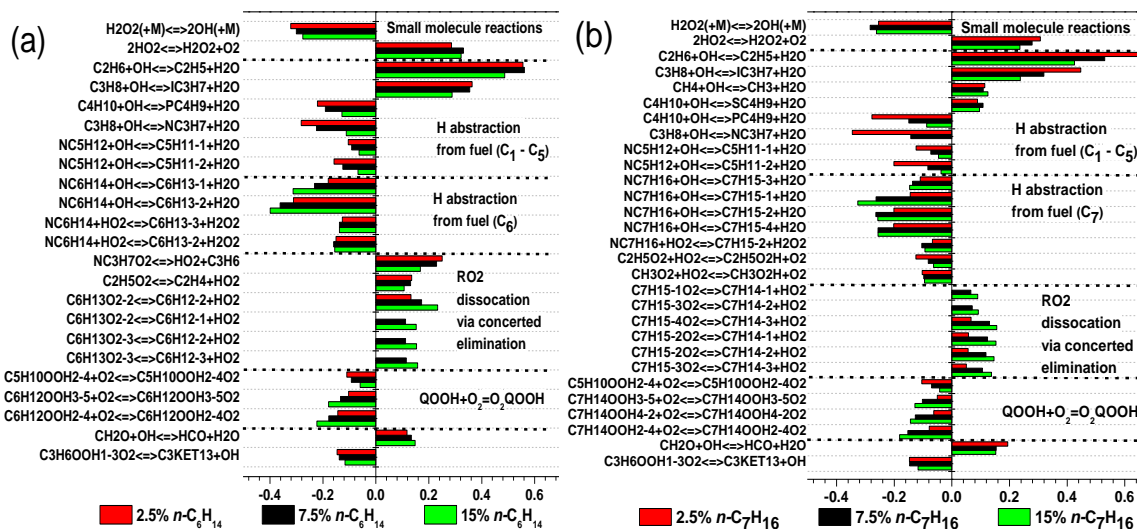 (a)
H2O2(+M)<=>2OH(+M)
2HO2<=>H2O2+O2
C2H6+OH<=>C2H5+H2O
C3H8+OH<=>IC3H7+H2O
C4H10+OH<=>PC4H9+H2O
C3H8+OH<=>NC3H7+H2O
NC5H12+OH<=>C5H11-1+H2O
NC5H12+OH<=>C5H11-2+H2O
NC6H14+OH<=>C6H13-1+H2O
NC6H14+OH<=>C6H13-2+H2O
NC6H14+HO2<=>C6H13-3+H2O2
NC6H14+HO2<=>C6H13-2+H2O2
NC3H7O2<=>HO2+C3H6
C2H5O2<=>C2H4+HO2
C6H13O2-2<=>C6H12-2+HO2
C6H13O2-2<=>C6H12-1+HO2
C6H13O2-3<=>C6H12-2+HO2
C6H13O2-3<=>C6H12-3+HO2
C5H10OOH2-4+O2<=>C5H10OOH2-4O2
C6H12OOH3-5+O2<=>C6H12OOH3-5O2
C6H12OOH2-4+O2<=>C6H12OOH2-4O2
CH2O+OH<=>HCO+H2O
C3H6OOH1-3O2<=>C3KET13+OH
Small molecule reactions
H abstraction
from fuel (C1 - C5)
H abstraction
from fuel (C6)
RO2
dissocation
via concerted
elimination
QOOH+O2=O2QOOH
-0.4 -0.2 0.0 0.2 0.4 0.6
2.5% n-C6H14 7.5% n-C6H14 15% n-C6H14
(b)
H2O2(+M)<=>2OH(+M)
2HO2<=>H2O2+O2
C2H6+OH<=>C2H5+H2O
C3H8+OH<=>IC3H7+H2O
CH4+OH<=>CH3+H2O
C4H10+OH<=>SC4H9+H2O
C4H10+OH<=>PC4H9+H2O
C3H8+OH<=>NC3H7+H2O
NC5H12+OH<=>C5H11-1+H2O
NC5H12+OH<=>C5H11-2+H2O
NC7H16+OH<=>C7H15-3+H2O
NC7H16+OH<=>C7H15-1+H2O
NC7H16+OH<=>C7H15-2+H2O
NC7H16+OH<=>C7H15-4+H2O
NC7H16+HO2<=>C7H15-2+H2O2
C2H5O2+HO2<=>C2H5O2H+O2
CH3O2+HO2<=>CH3O2H+O2
C7H15-1O2<=>C7H14-1+HO2
C7H15-3O2<=>C7H14-2+HO2
C7H15-4O2<=>C7H14-3+HO2
C7H15-2O2<=>C7H14-1+HO2
C7H15-2O2<=>C7H14-2+HO2
C7H15-3O2<=>C7H14-3+HO2
C5H10OOH2-4+O2<=>C5H10OOH2-4O2
C7H14OOH3-5+O2<=>C7H14OOH3-5O2
C7H14OOH4-2+O2<=>C7H14OOH4-2O2
C7H14OOH2-4+O2<=>C7H14OOH2-4O2
CH2O+OH<=>HCO+H2O
C3H6OOH1-3O2<=>C3KET13+OH
Small molecule reactions
H abstraction
from fuel (C1 - C5)
H abstraction
from fuel (C7)
RO2
dissocation
via concerted
elimination
QOOH+O2=O2QOOH
-0.4 -0.2 0.0 0.2 0.4 0.6
2.5% n-C7H16 7.5% n-C7H16 15% n-C7H16